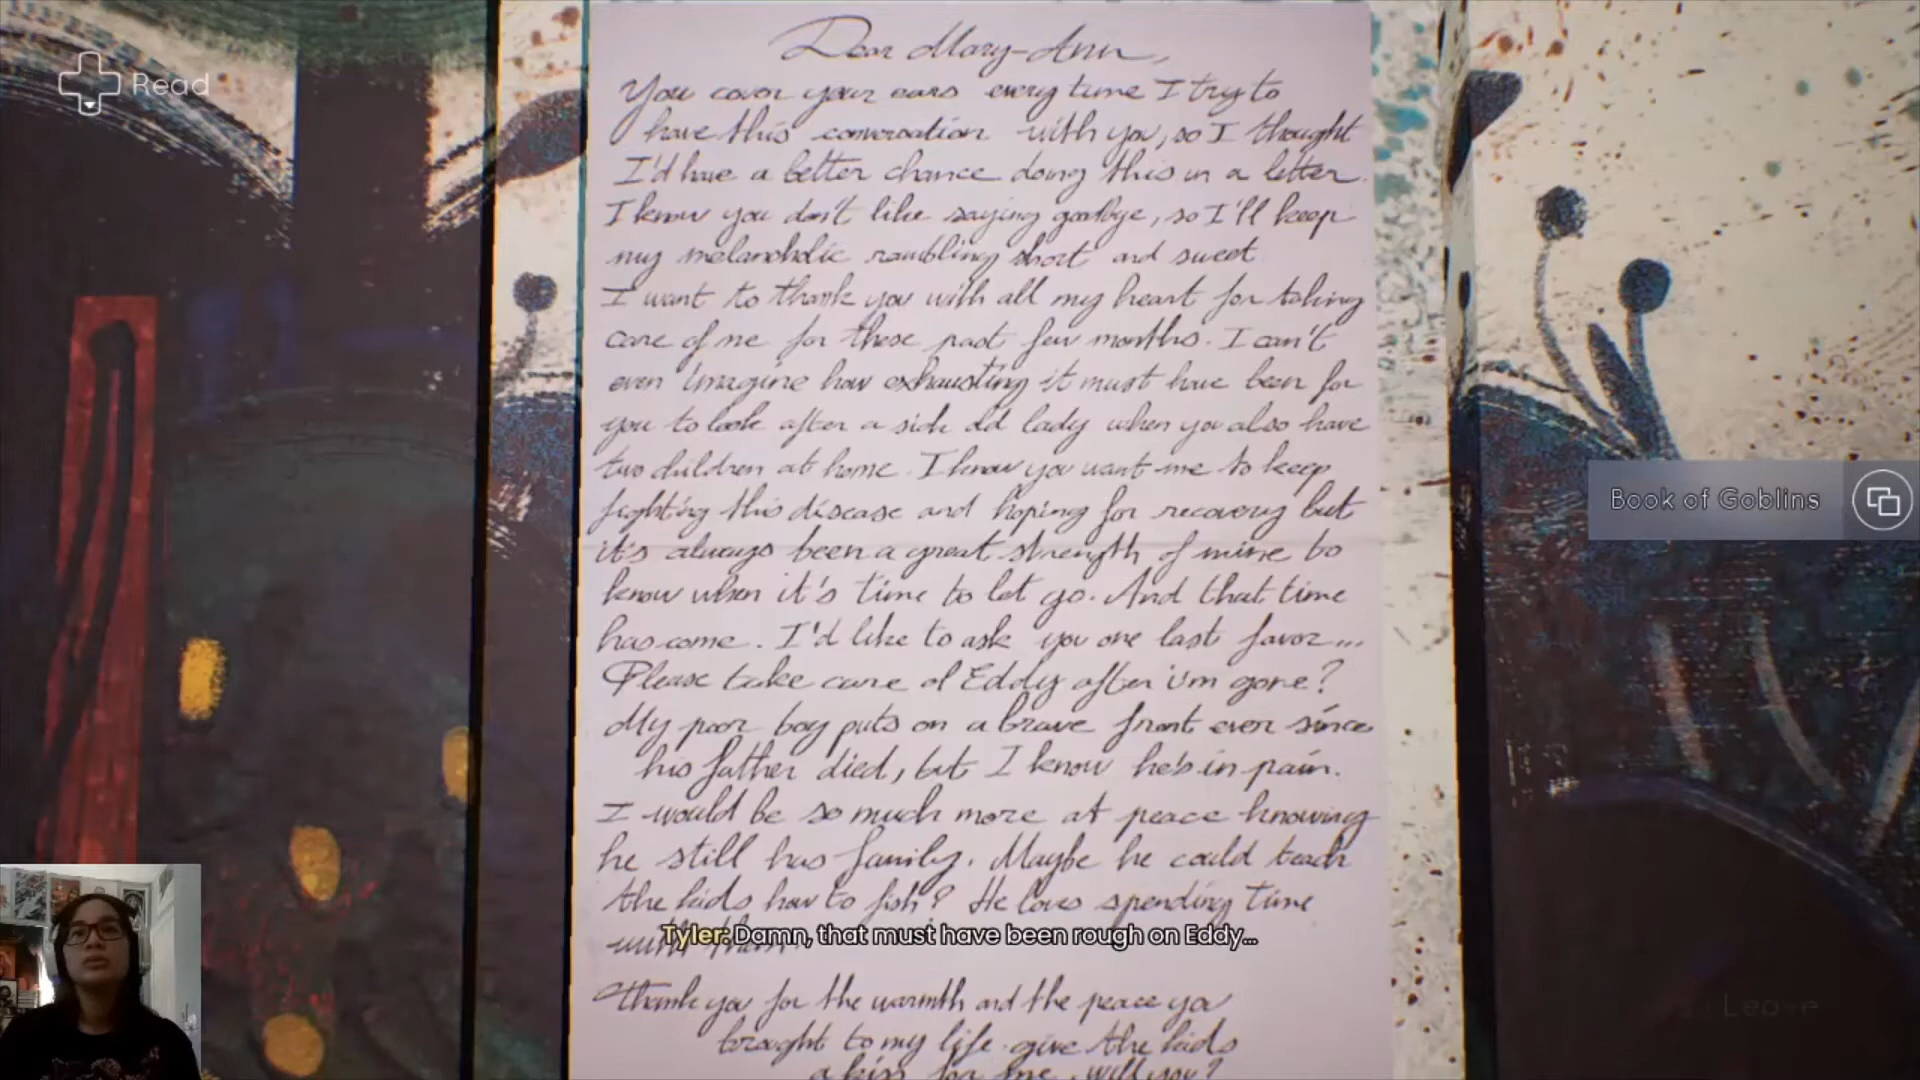 Read
Dear Mary-Ann,
You cover your ears every time I try to
have this conversation with you, so I thought
I'd have a better chance doing this in a letter.
I know you don't like saying goodbye, so I'll keep
my melancholic rambling short and sweet
I want to thank you with all my heart for taking
care of me for these past few months. I can't
even imagine how exhausting it must have been for
you to look after a sick old lady when you also have
two children at home. I know you want me to keep
fighting this disease and hoping for recovery but
it's always been a great strength of mine to
know when it's time to let go. And that time
has come. I'd like to ask you one last favor...
Please take care of Eddy after i'm gone?
My poor boy puts on a brave front ever since
his father died, but I know he's in pain.
I would be so much more at peace knowing
he still has family. Maybe he could teach
the kids how to fish? He loves spending time
with them.
Tyler: Damn, that must have been rough on Eddy...
Thank you for the warmth and the peace you
brought to my life. give the kids
a kiss for me, will you?
Book of Goblins
Leave